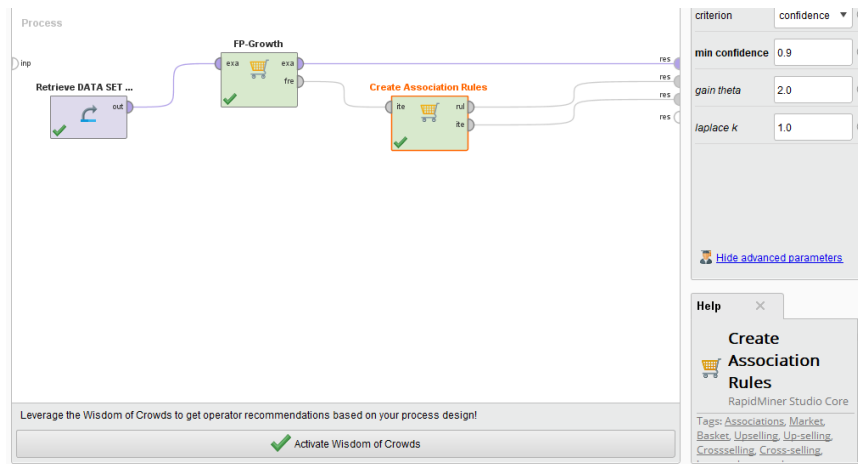 Process
inp
Retrieve DATA SET ...
out
FP-Growth
exa
exa
fre
Create Association Rules
ite
rul
ite
res
res
res
res
criterion
confidence
min confidence
0.9
gain theta
2.0
laplace k
1.0
Hide advanced parameters
Help
Create
Association
Rules
RapidMiner Studio Core
Tags: Associations, Market,
Basket, Upselling, Up-selling,
Crossselling, Cross-selling,
Leverage the Wisdom of Crowds to get operator recommendations based on your process design!
Activate Wisdom of Crowds